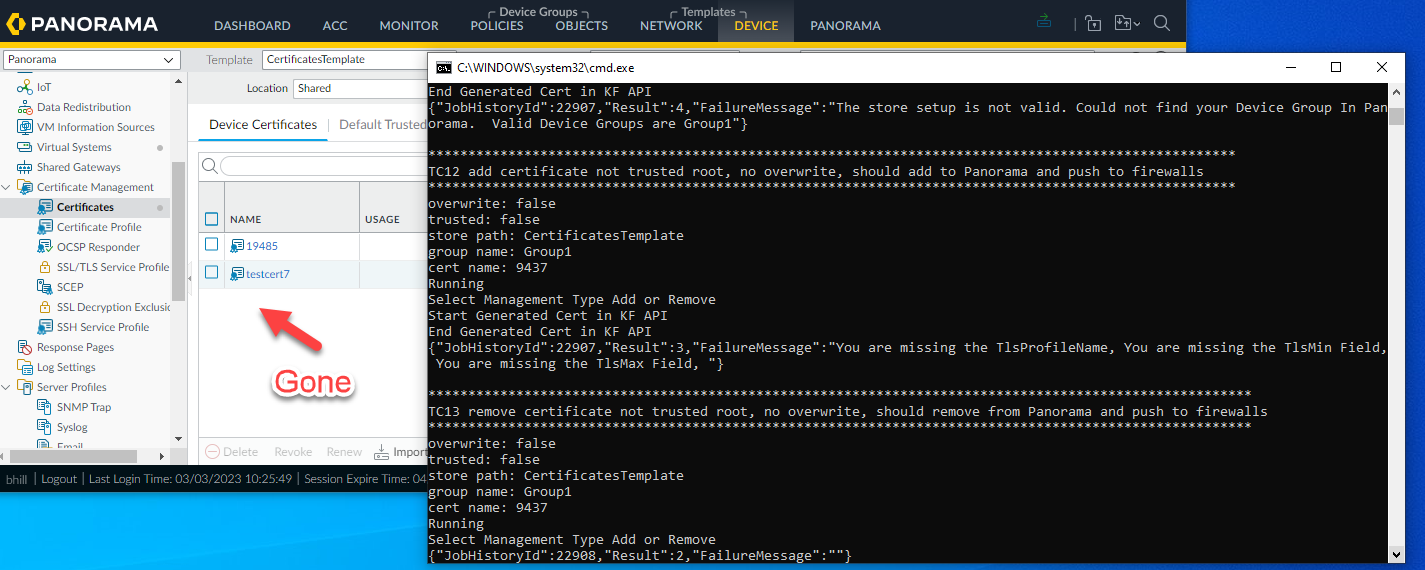 PANORAMA
DASHBOARD
ACC
MONITOR
Device Groups
POLICIES
OBJECTS
Templates
NETWORK
DEVICE
PANORAMA
Panorama
Template
CertificatesTemplate
Location
Shared
IoT
Data Redistribution
VM Information Sources
Virtual Systems
Shared Gateways
Certificate Management
Certificates
Certificate Profile
OCSP Responder
SSL/TLS Service Profile
SCEP
SSL Decryption Exclusio
SSH Service Profile
Response Pages
Log Settings
Server Profiles
SNMP Trap
Syslog
Email
Device Certificates
Default Trusted
NAME
USAGE
19485
testcert7
Gone
Delete
Revoke
Renew
Import
bhill | Logout | Last Login Time: 03/03/2023 10:25:49 | Session Expire Time: 04
C:\WINDOWS\system32\cmd.exe
End Generated Cert in KF API
{"JobHistoryId":22907,"Result":4,"FailureMessage":"The store setup is not valid. Could not find your Device Group In Pan
orama.  Valid Device Groups are Group1"}
*****************************************************************************************************
TC12 add certificate not trusted root, no overwrite, should add to Panorama and push to firewalls
*****************************************************************************************************
overwrite: false
trusted: false
store path: CertificatesTemplate
group name: Group1
cert name: 9437
Running
Select Management Type Add or Remove
Start Generated Cert in KF API
End Generated Cert in KF API
{"JobHistoryId":22907,"Result":3,"FailureMessage":"You are missing the TlsProfileName, You are missing the TlsMin Field,
 You are missing the TlsMax Field, "}
*******************************************************************************************************
TC13 remove certificate not trusted root, no overwrite, should remove from Panorama and push to firewalls
*******************************************************************************************************
overwrite: false
trusted: false
store path: CertificatesTemplate
group name: Group1
cert name: 9437
Running
Select Management Type Add or Remove
{"JobHistoryId":22908,"Result":2,"FailureMessage":""}